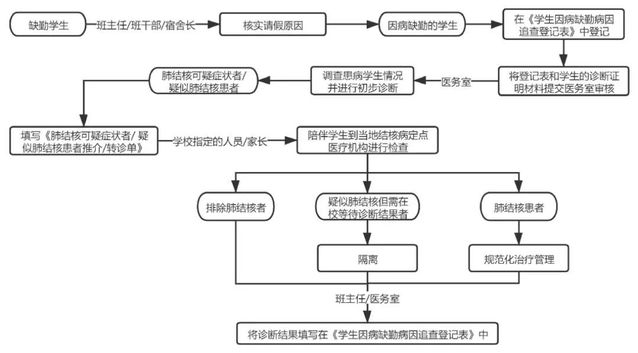 缺勤学生
班主任/班干部/宿舍长
核实请假原因
因病缺勤的学生
在《学生因病缺勤病因
追查登记表》中登记
将登记表和学生的诊断证
明材料提交医务室审核
医务室
调查患病学生情况
并进行初步诊断
肺结核可疑症状者/
疑似肺结核患者
填写《肺结核可疑症状者/ 疑
似肺结核患者推介/转诊单》
学校指定的人员/家长
陪伴学生到当地结核病定点
医疗机构进行检查
排除肺结核者
疑似肺结核但需在
校等待诊断结果者
肺结核患者
隔离
规范化治疗管理
班主任/医务室
将诊断结果填写在《学生因病缺勤病因追查登记表》中